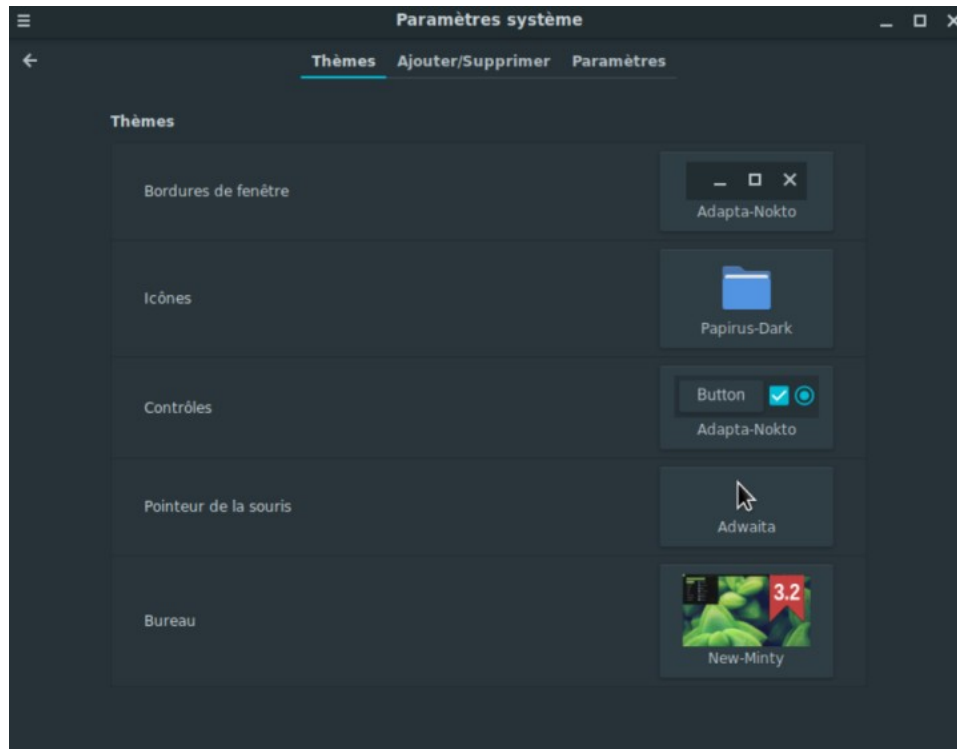 Paramètres système
Thèmes Ajouter/Supprimer Paramètres
Thèmes
Bordures de fenêtre
Adapta-Nokto
Icônes
Papirus-Dark
Contrôles
Button
Adapta-Nokto
Pointeur de la souris
Adwaita
Bureau
3.2
New-Minty